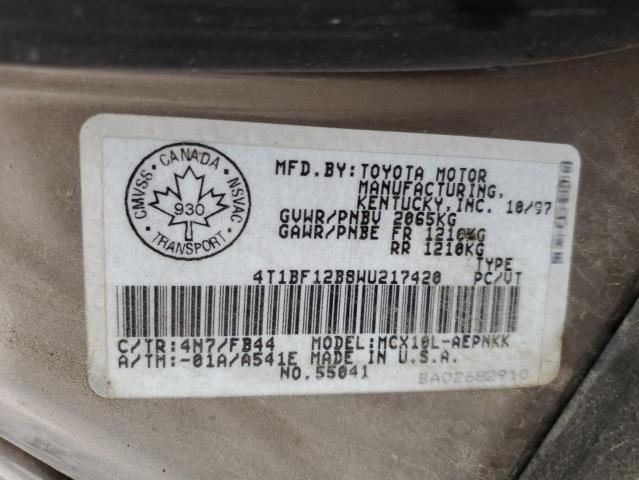 CMVSS · CANADA · NSVAC
930
TRANSPORT
MFD.BY:TOYOTA MOTOR
MANUFACTURING,
KENTUCKY,INC. 10/97
GVWR/PNBV 2065KG
GAWR/PNBE FR 1210KG
RR 1210KG
TYPE
4T1BF12B8WU217420 PC/VT
C/TR:4N7/FB44 MODEL:MCX10L-AEPNKK
A/TM:-01A/A541E MADE IN U.S.A.
NO.55041
BA02682910